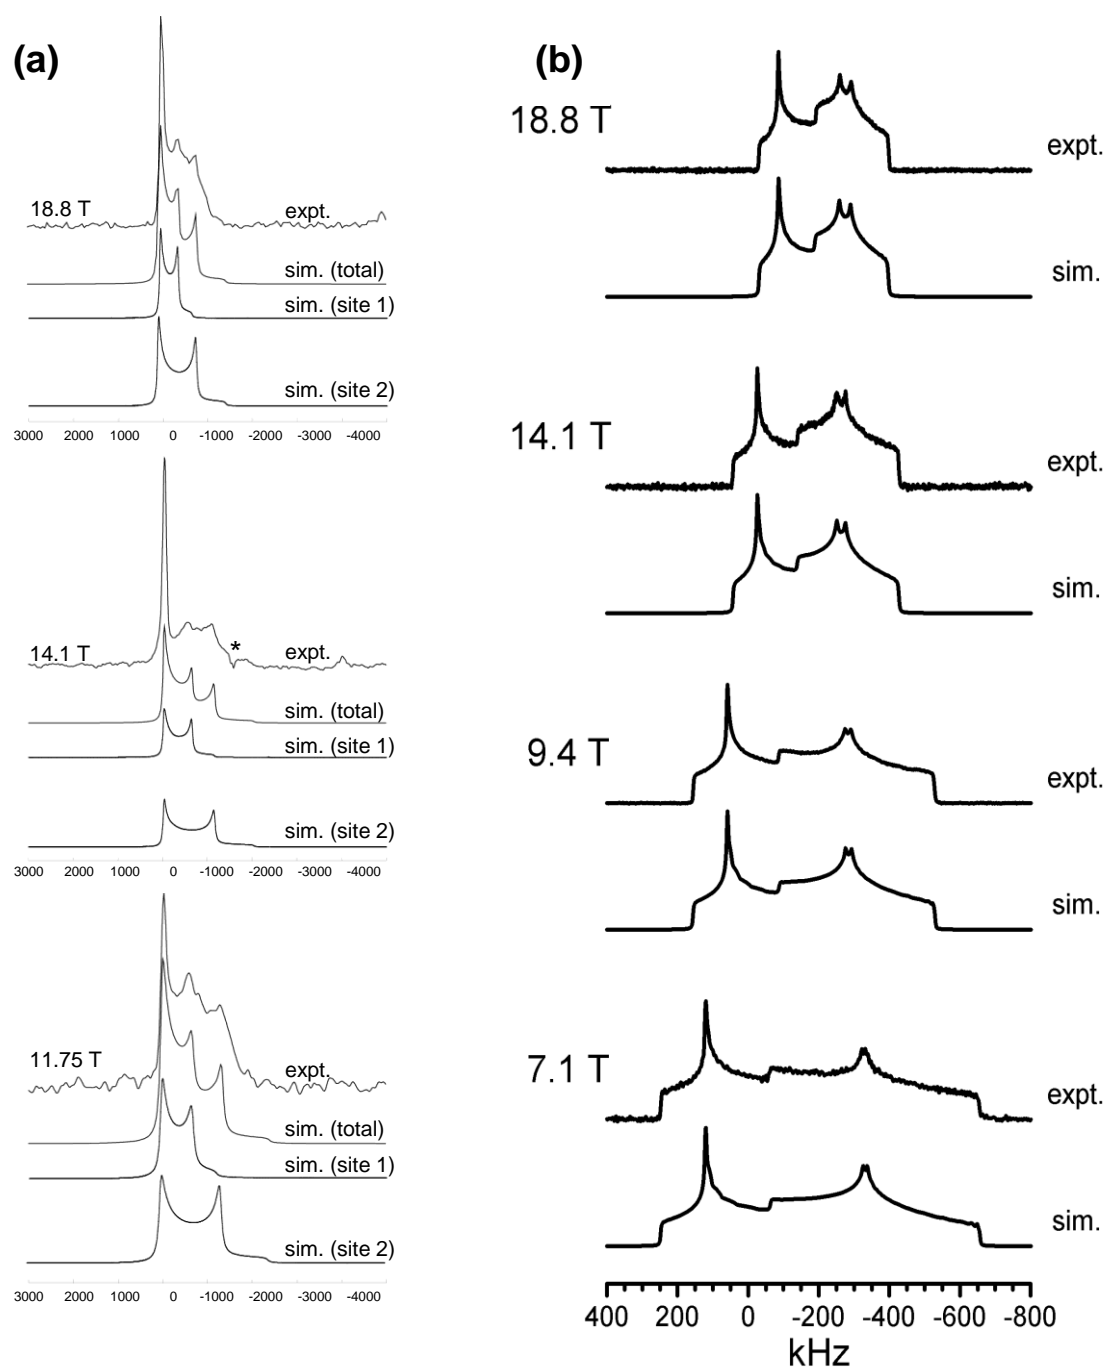 (a)
18.8 T
expt.
sim. (total)
sim. (site 1)
sim. (site 2)
3000 2000 1000 0 -1000 -2000 -3000 -4000
14.1 T
*
expt.
sim. (total)
sim. (site 1)
sim. (site 2)
3000 2000 1000 0 -1000 -2000 -3000 -4000
11.75 T
expt.
sim. (total)
sim. (site 1)
sim. (site 2)
3000 2000 1000 0 -1000 -2000 -3000 -4000
(b)
18.8 T
expt.
sim.
14.1 T
expt.
sim.
9.4 T
expt.
sim.
7.1 T
expt.
sim.
400 200 0 -200 -400 -600 -800
kHz